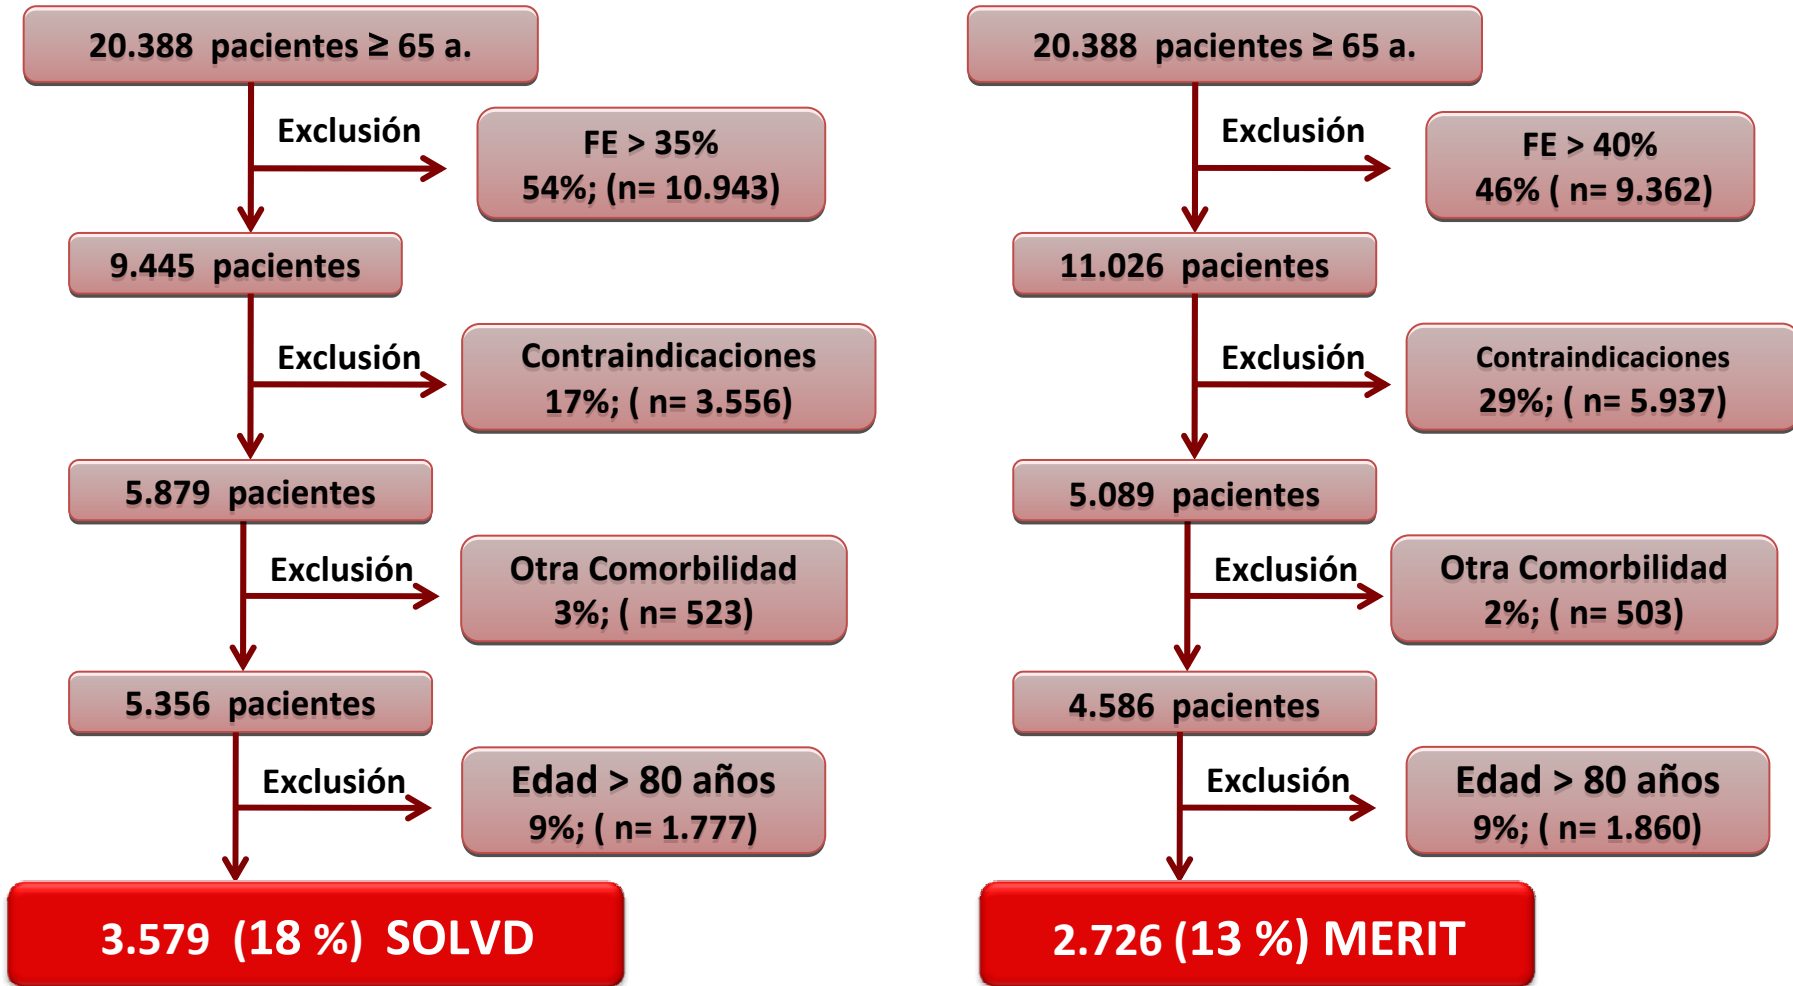 20.388 pacientes ≥ 65 a.
Exclusión
FE > 35%
54%; (n= 10.943)
9.445 pacientes
Exclusión
Contraindicaciones
17%; ( n= 3.556)
5.879 pacientes
Exclusión
Otra Comorbilidad
3%; ( n= 523)
5.356 pacientes
Exclusión
Edad > 80 años
9%; ( n= 1.777)
3.579 (18 %) SOLVD
20.388 pacientes ≥ 65 a.
Exclusión
FE > 40%
46% ( n= 9.362)
11.026 pacientes
Exclusión
Contraindicaciones
29%; ( n= 5.937)
5.089 pacientes
Exclusión
Otra Comorbilidad
2%; ( n= 503)
4.586 pacientes
Exclusión
Edad > 80 años
9%; ( n= 1.860)
2.726 (13 %) MERIT